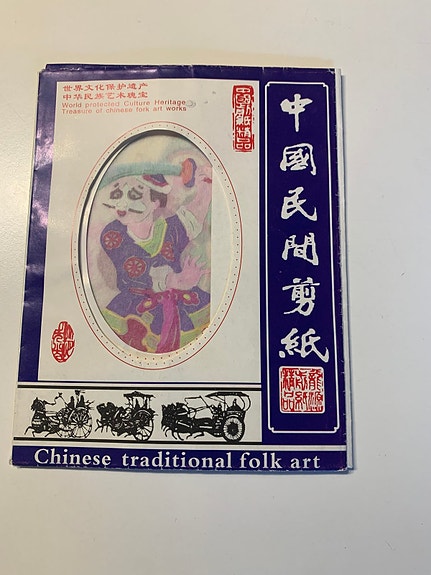 世界文化保护遗产
中华民族艺术瑰宝
World protected Culture Heritage
Treasure of chinese fork art works
中國民間剪紙
Chinese traditional folk art